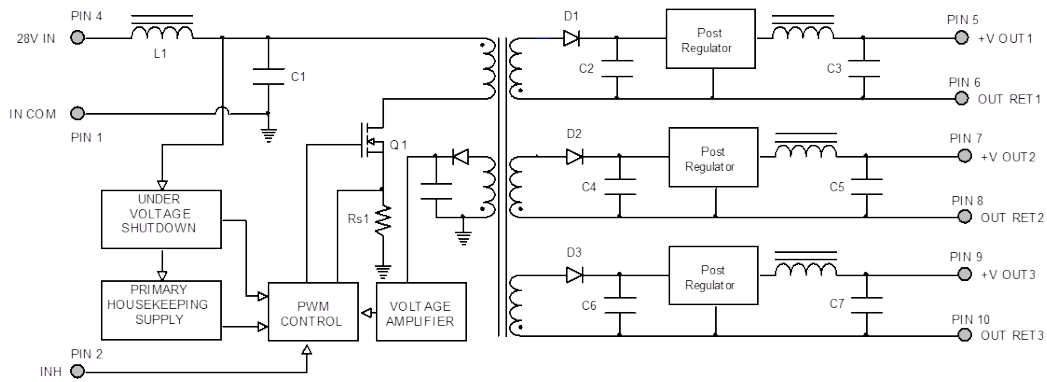 PIN 4
28V IN
L1
C1
IN COM
PIN 1
Q1
Rs1
UNDER
VOLTAGE
SHUTDOWN
PRIMARY
HOUSEKEEPING
SUPPLY
PWM
CONTROL
VOLTAGE
AMPLIFIER
PIN 2
INH
D1
C2
Post
Regulator
C3
PIN 5
+V OUT1
PIN 6
OUT RET1
D2
C4
Post
Regulator
C5
PIN 7
+V OUT2
PIN 8
OUT RET2
D3
C6
Post
Regulator
C7
PIN 9
+V OUT3
PIN 10
OUT RET3